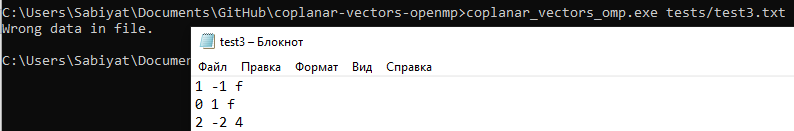 C:\Users\Sabiyat\Documents\GitHub\coplanar-vectors-openmp>coplanar_vectors_omp.exe tests/test3.txt
Wrong data in file.
test3 – Блокнот
C:\Users\Sabiyat\Documen
Файл Правка Формат Вид Справка
1 -1 f
0 1 f
2 -2 4